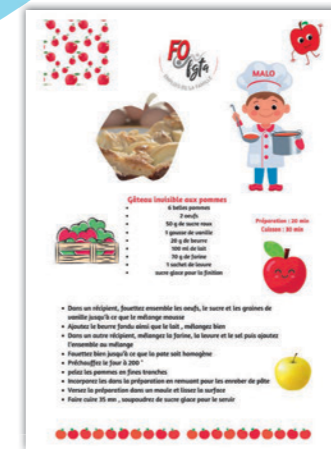 FO
Agta
MALO
Gâteau invisible aux pommes
6 belles pommes
2 oeufs
50 g de sucre roux
1 gousse de vanille
20 g de beurre
100 ml de lait
70 g de farine
1 sachet de levure
sucre glace pour la finition
Préparation : 20 min
Cuisson : 35 min
• Dans un récipient, fouettez ensemble les oeufs, le sucre et les graines de
vanille jusqu'à ce que le mélange mousse
• Ajoutez le beurre fondu ainsi que le lait , mélangez bien
• Dans un autre récipient, mélangez la farine, la levure et le sel puis ajoutez
l'ensemble au mélange
• Fouettez bien jusqu'à ce que la pate soit homogène
• Préchauffez le four à 200 °
• pelez les pommes en fines tranches
• Incorporez les dans la préparation en remuant pour les enrober de pâte
• Versez la préparation dans un moule et lissez la surface
• Faire cuire 35 mn , saupoudrez de sucre glace pour le servir